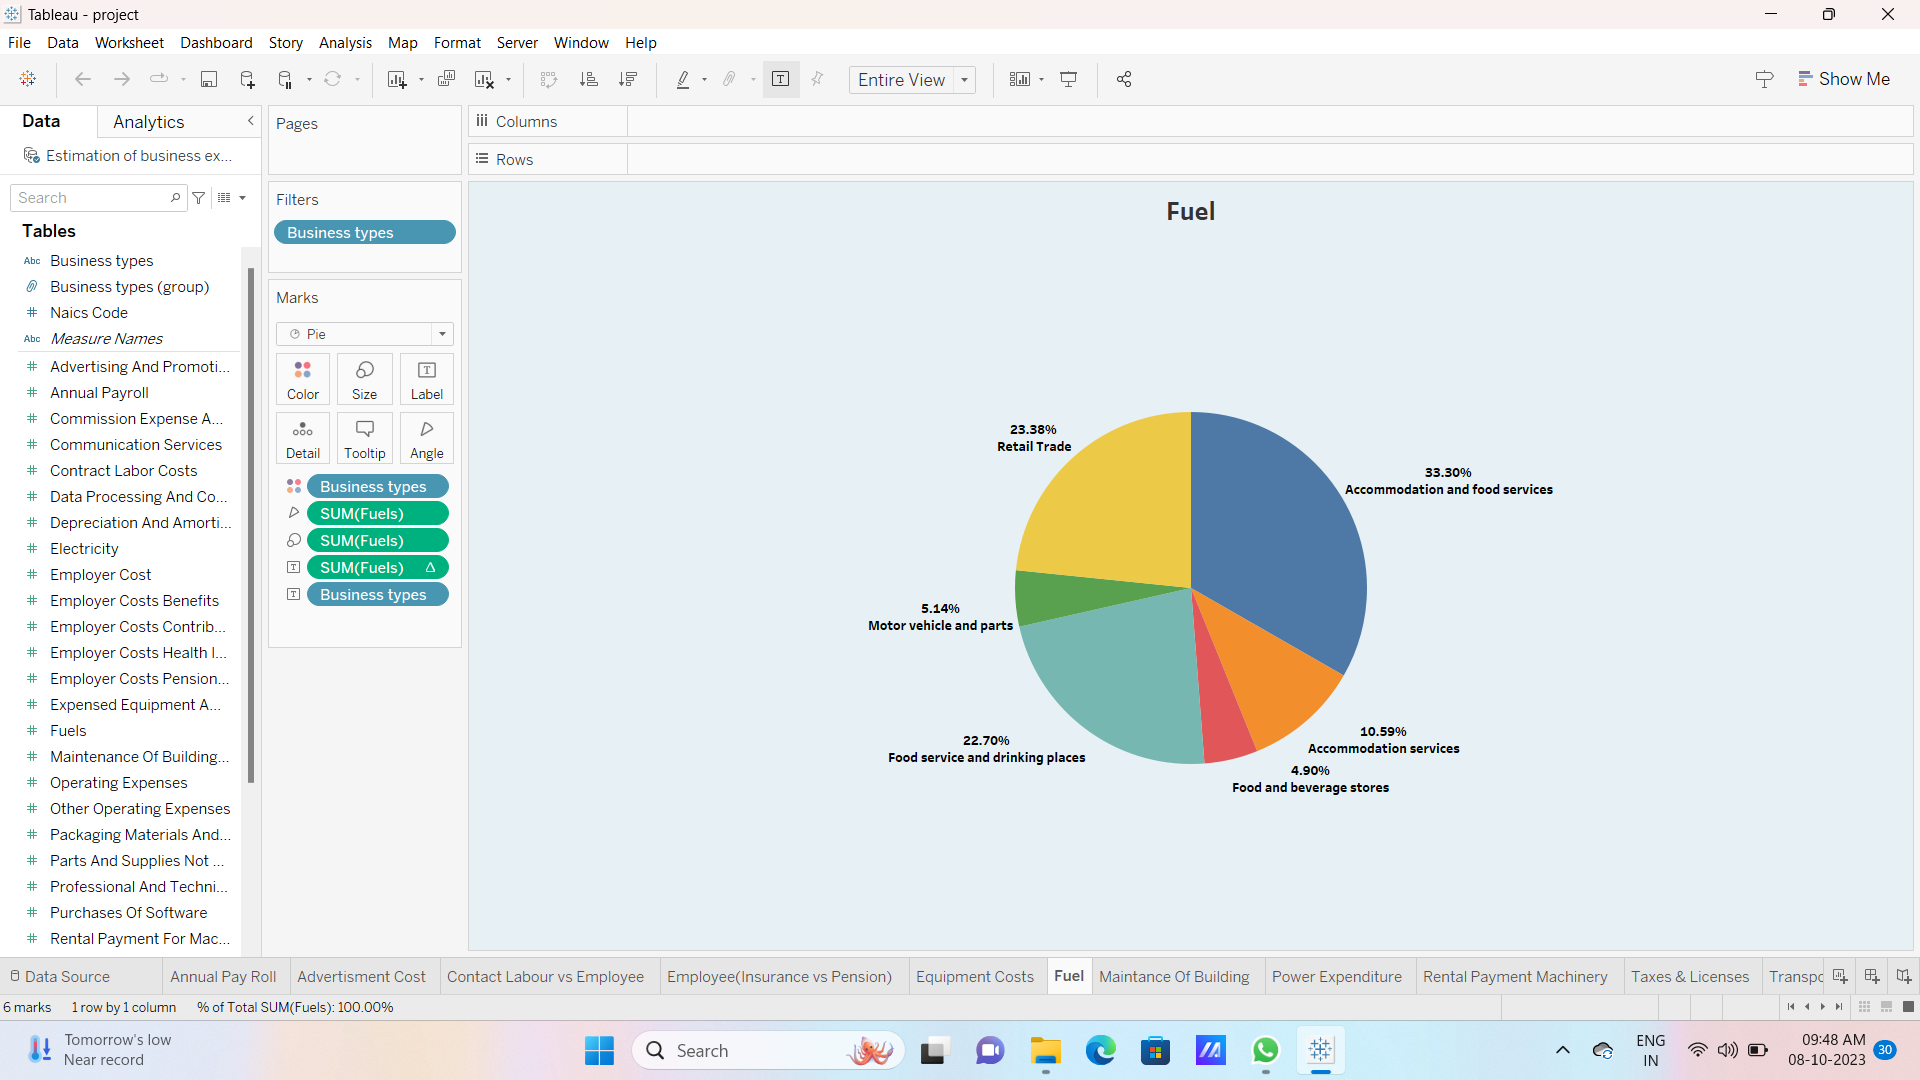 Tableau - project
File Data Worksheet Dashboard Story Analysis Map Format Server Window Help
Entire View
Show Me
Data Analytics
Estimation of business ex...
Search
Tables
Abc Business types
Business types (group)
# Naics Code
Abc Measure Names
# Advertising And Promoti...
# Annual Payroll
# Commission Expense A...
# Communication Services
# Contract Labor Costs
# Data Processing And Co...
# Depreciation And Amorti...
# Electricity
# Employer Cost
# Employer Costs Benefits
# Employer Costs Contrib...
# Employer Costs Health I...
# Employer Costs Pension...
# Expensed Equipment A...
# Fuels
# Maintenance Of Building...
# Operating Expenses
# Other Operating Expenses
# Packaging Materials And...
# Parts And Supplies Not ...
# Professional And Techni...
# Purchases Of Software
# Rental Payment For Mac...
Pages
Filters
Business types
Marks
Pie
Color Size Label
Detail Tooltip Angle
Business types
SUM(Fuels)
SUM(Fuels)
SUM(Fuels) Δ
Business types
Columns
Rows
Fuel
23.38%
Retail Trade
33.30%
Accommodation and food services
5.14%
Motor vehicle and parts
22.70%
Food service and drinking places
10.59%
Accommodation services
4.90%
Food and beverage stores
Data Source Annual Pay Roll Advertisment Cost Contact Labour vs Employee Employee(Insurance vs Pension) Equipment Costs Fuel Maintance Of Building Power Expenditure Rental Payment Machinery Taxes & Licenses Transpo
6 marks 1 row by 1 column % of Total SUM(Fuels): 100.00%
Tomorrow's low
Near record
Search
ENG
IN
09:48 AM
08-10-2023
30